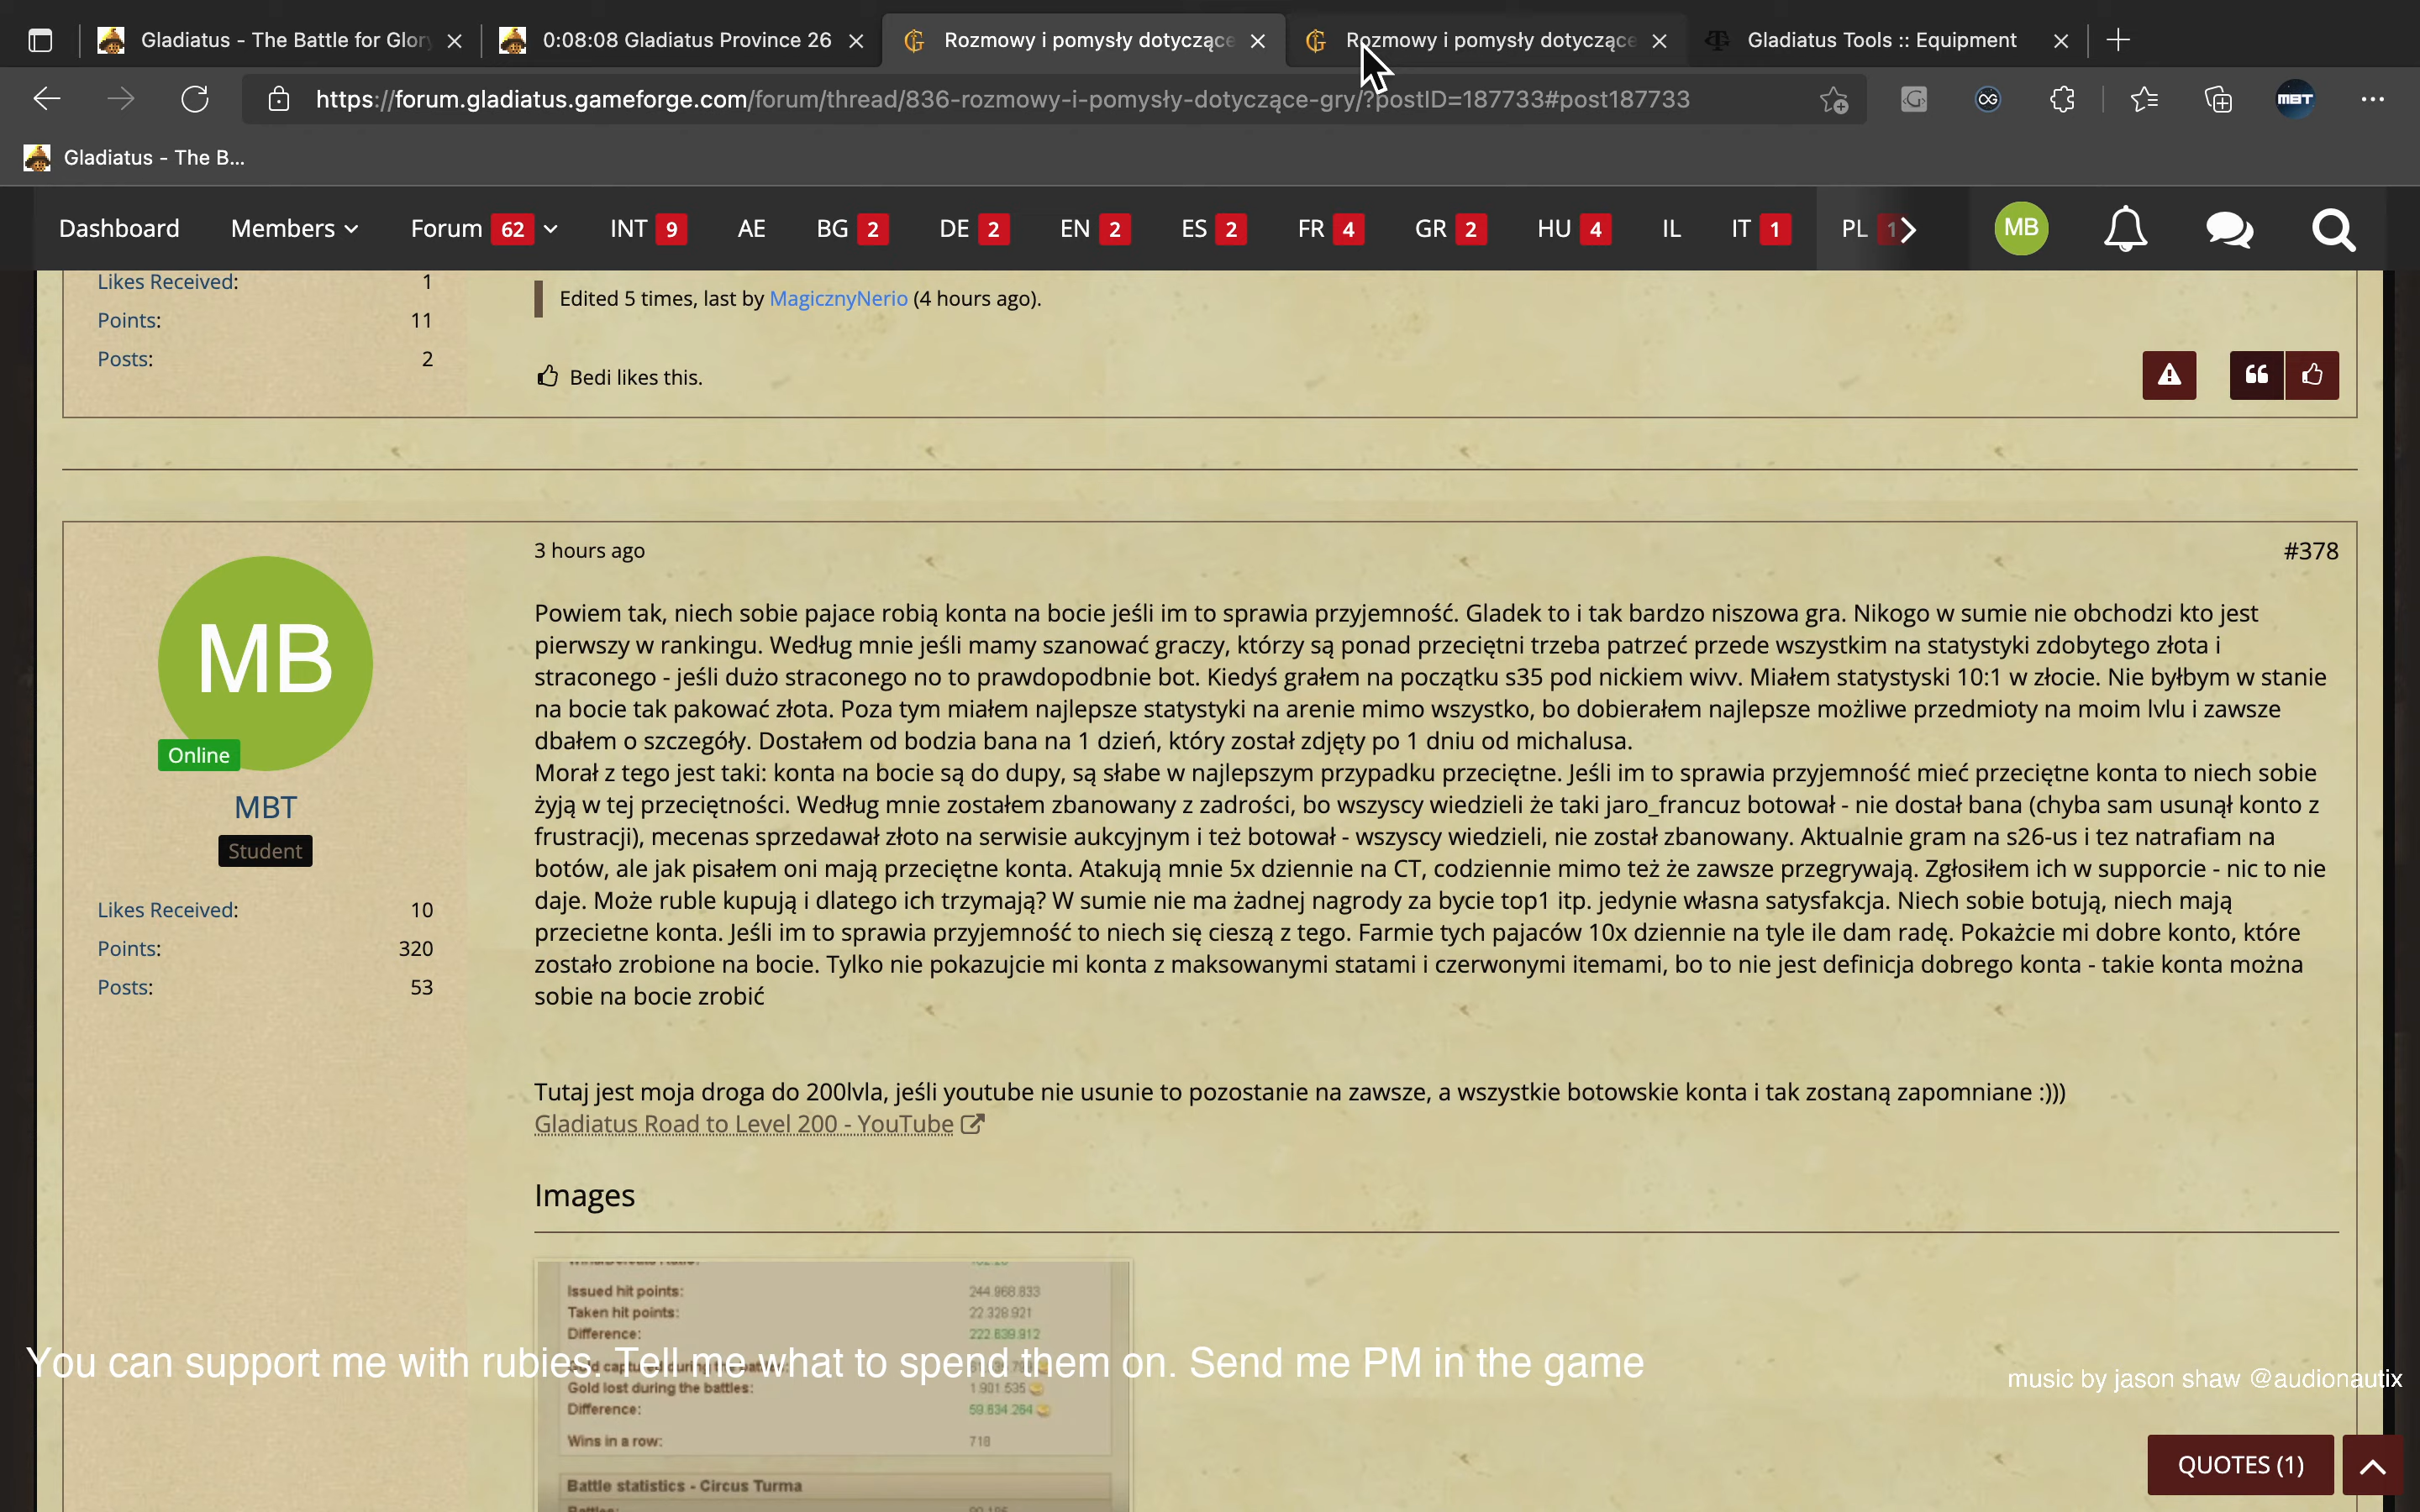 Gladiatus - The Battle for Glory
0:08:08 Gladiatus Province 26
Rozmowy i pomysły dotyczące
Rozmowy i pomysły dotyczące
Gladiatus Tools :: Equipment
https://forum.gladiatus.gameforge.com/forum/thread/836-rozmowy-i-pomysły-dotyczące-gry/?postID=187733#post187733
MBT
Gladiatus - The B...
Dashboard Members Forum 62 INT 9 AE BG 2 DE 2 EN 2 ES 2 FR 4 GR 2 HU 4 IL IT 1 PL 1 MB
Likes Received: 1
Points: 11
Posts: 2
Edited 5 times, last by MagicznyNerio (4 hours ago).
Bedi likes this.
MB
Online
MBT
Student
Likes Received: 10
Points: 320
Posts: 53
3 hours ago #378
Powiem tak, niech sobie pajace robią konta na bocie jeśli im to sprawia przyjemność. Gladek to i tak bardzo niszowa gra. Nikogo w sumie nie obchodzi kto jest
pierwszy w rankingu. Według mnie jeśli mamy szanować graczy, którzy są ponad przeciętni trzeba patrzeć przede wszystkim na statystyki zdobytego złota i
straconego - jeśli dużo straconego no to prawdopodbnie bot. Kiedyś grałem na początku s35 pod nickiem wivv. Miałem statystyski 10:1 w złocie. Nie byłbym w stanie
na bocie tak pakować złota. Poza tym miałem najlepsze statystyki na arenie mimo wszystko, bo dobierałem najlepsze możliwe przedmioty na moim lvlu i zawsze
dbałem o szczegóły. Dostałem od bodzia bana na 1 dzień, który został zdjęty po 1 dniu od michalusa.
Morał z tego jest taki: konta na bocie są do dupy, są słabe w najlepszym przypadku przeciętne. Jeśli im to sprawia przyjemność mieć przeciętne konta to niech sobie
żyją w tej przeciętności. Według mnie zostałem zbanowany z zadrości, bo wszyscy wiedzieli że taki jaro_francuz botował - nie dostał bana (chyba sam usunął konto z
frustracji), mecenas sprzedawał złoto na serwisie aukcyjnym i też botował - wszyscy wiedzieli, nie został zbanowany. Aktualnie gram na s26-us i tez natrafiam na
botów, ale jak pisałem oni mają przeciętne konta. Atakują mnie 5x dziennie na CT, codziennie mimo też że zawsze przegrywają. Zgłosiłem ich w supporcie - nic to nie
daje. Może ruble kupują i dlatego ich trzymają? W sumie nie ma żadnej nagrody za bycie top1 itp. jedynie własna satysfakcja. Niech sobie botują, niech mają
przecietne konta. Jeśli im to sprawia przyjemność to niech się cieszą z tego. Farmie tych pajaców 10x dziennie na tyle ile dam radę. Pokażcie mi dobre konto, które
zostało zrobione na bocie. Tylko nie pokazujcie mi konta z maksowanymi statami i czerwonymi itemami, bo to nie jest definicja dobrego konta - takie konta można
sobie na bocie zrobić
Tutaj jest moja droga do 200lvla, jeśli youtube nie usunie to pozostanie na zawsze, a wszystkie botowskie konta i tak zostaną zapomniane :)))
Gladiatus Road to Level 200 - YouTube
Images
Issued hit points: 244.968.833
Taken hit points: 22.328.921
Difference: 222.639.912
You can support me with rubies. Tell me what to spend them on. Send me PM in the game
music by jason shaw @audionautix
Gold lost during the battles: 1.901.535
Difference: 59.634.264
Wins in a row: 718
Battle statistics - Circus Turma
QUOTES (1)